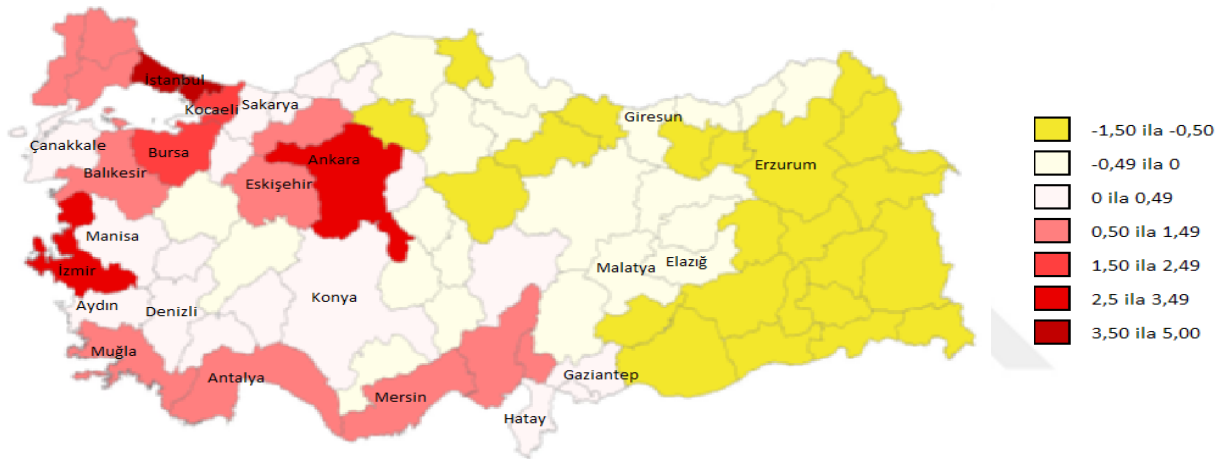 İstanbul
Kocaeli
Sakarya
Çanakkale
Bursa
Balıkesir
Ankara
Eskişehir
Giresun
Erzurum
Manisa
İzmir
Aydın
Denizli
Konya
Malatya
Elazığ
Muğla
Antalya
Mersin
Gaziantep
Hatay
-1,50 ila -0,50
-0,49 ila 0
0 ila 0,49
0,50 ila 1,49
1,50 ila 2,49
2,5 ila 3,49
3,50 ila 5,00